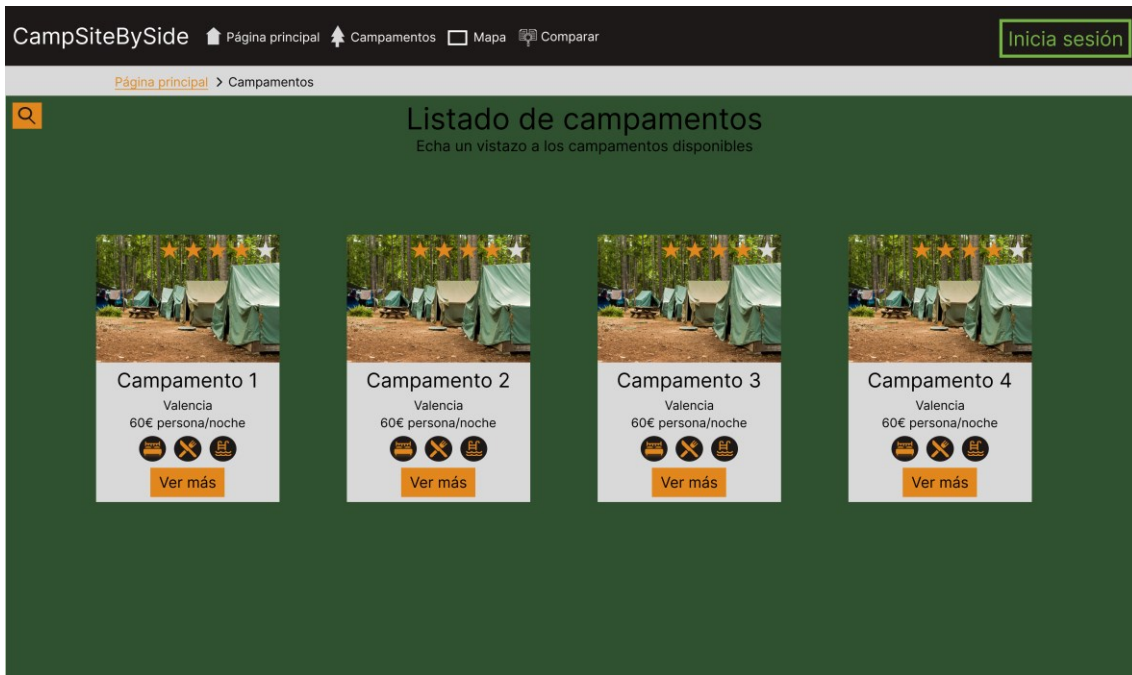 CampSiteBySide Página principal Campamentos Mapa Comparar Inicia sesión
Página principal > Campamentos
Listado de campamentos
Echa un vistazo a los campamentos disponibles
Campamento 1
Valencia
60€ persona/noche
Ver más
Campamento 2
Valencia
60€ persona/noche
Ver más
Campamento 3
Valencia
60€ persona/noche
Ver más
Campamento 4
Valencia
60€ persona/noche
Ver más